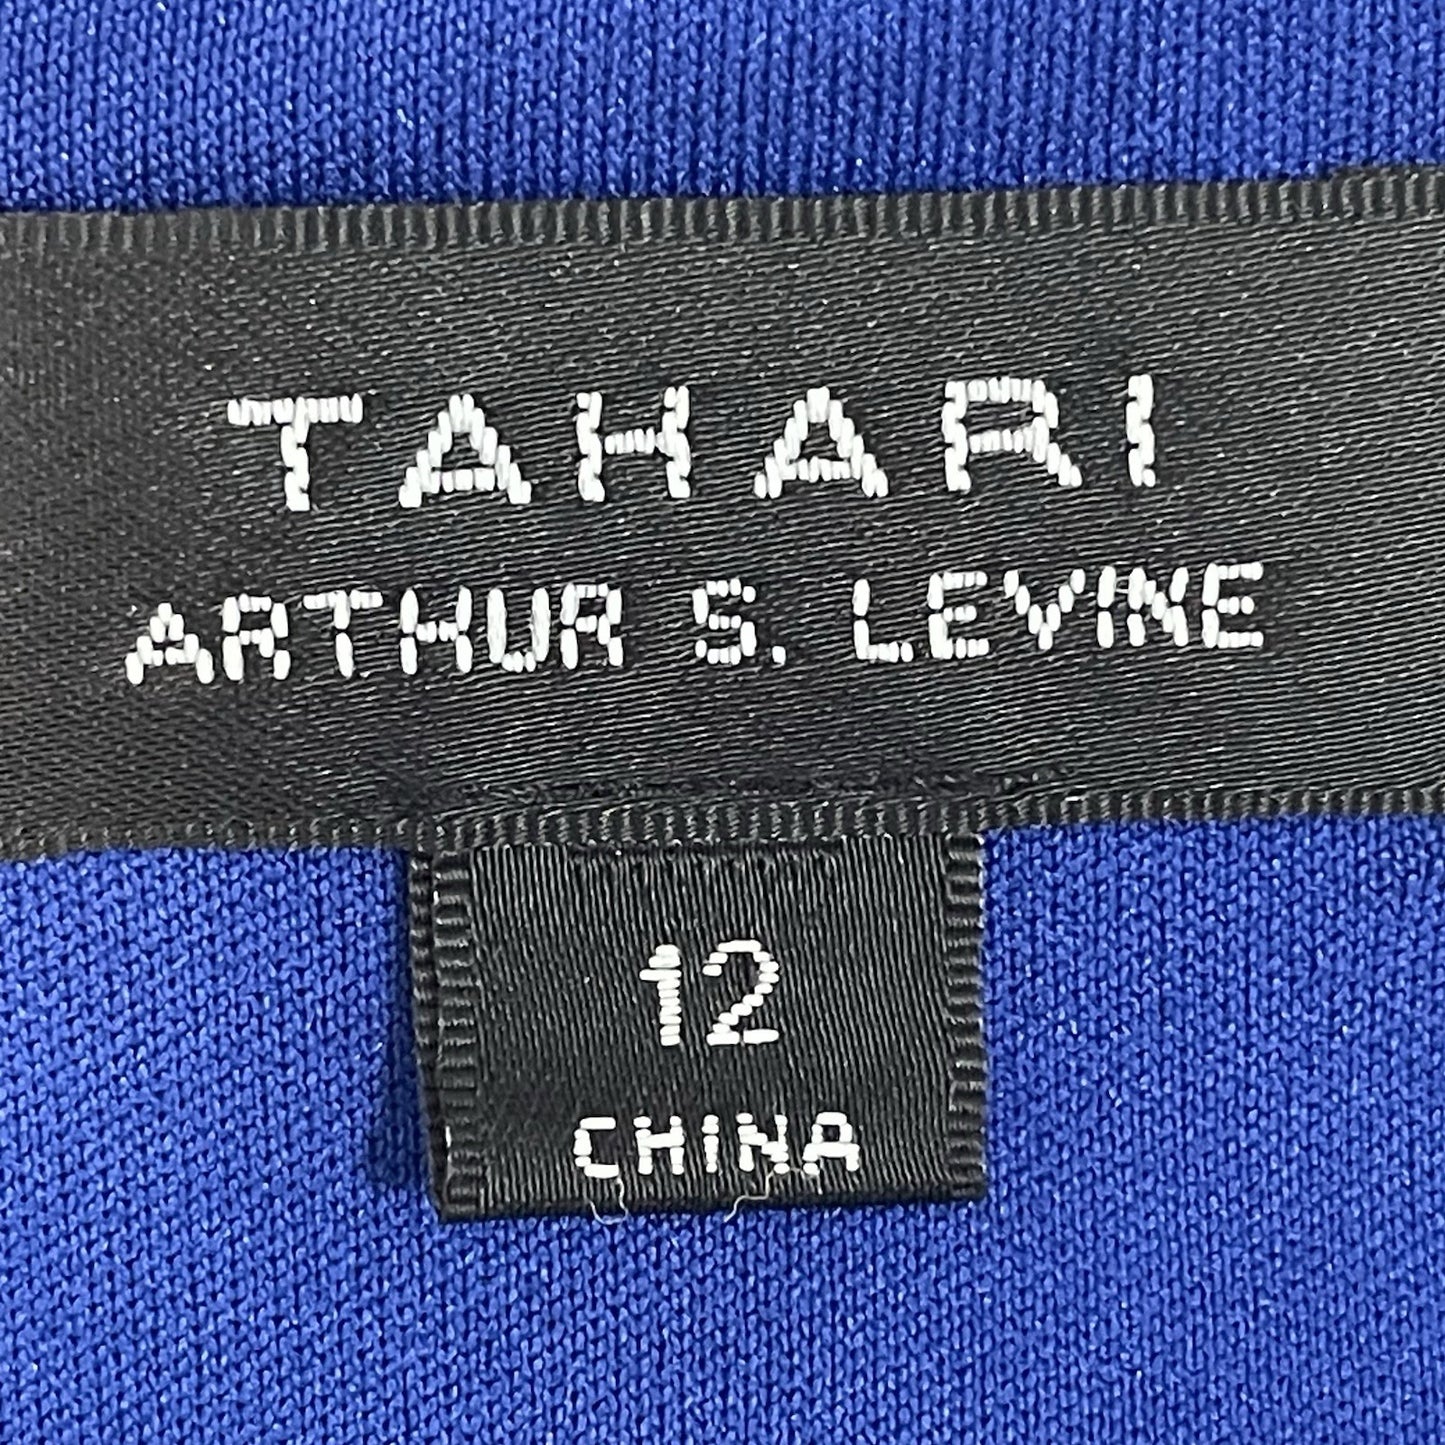 TAHARI
ARTHUR S. LEVINE
12
CHINA